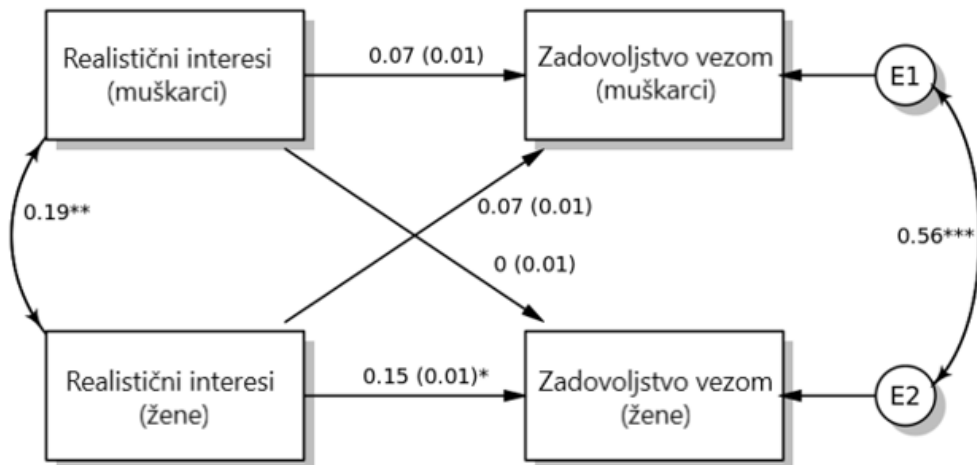 Realistični interesi
(muškarci)
0.07 (0.01)
Zadovoljstvo vezom
(muškarci)
E1
0.19**
0.07 (0.01)
0 (0.01)
0.56***
Realistični interesi
(žene)
0.15 (0.01)*
Zadovoljstvo vezom
(žene)
E2